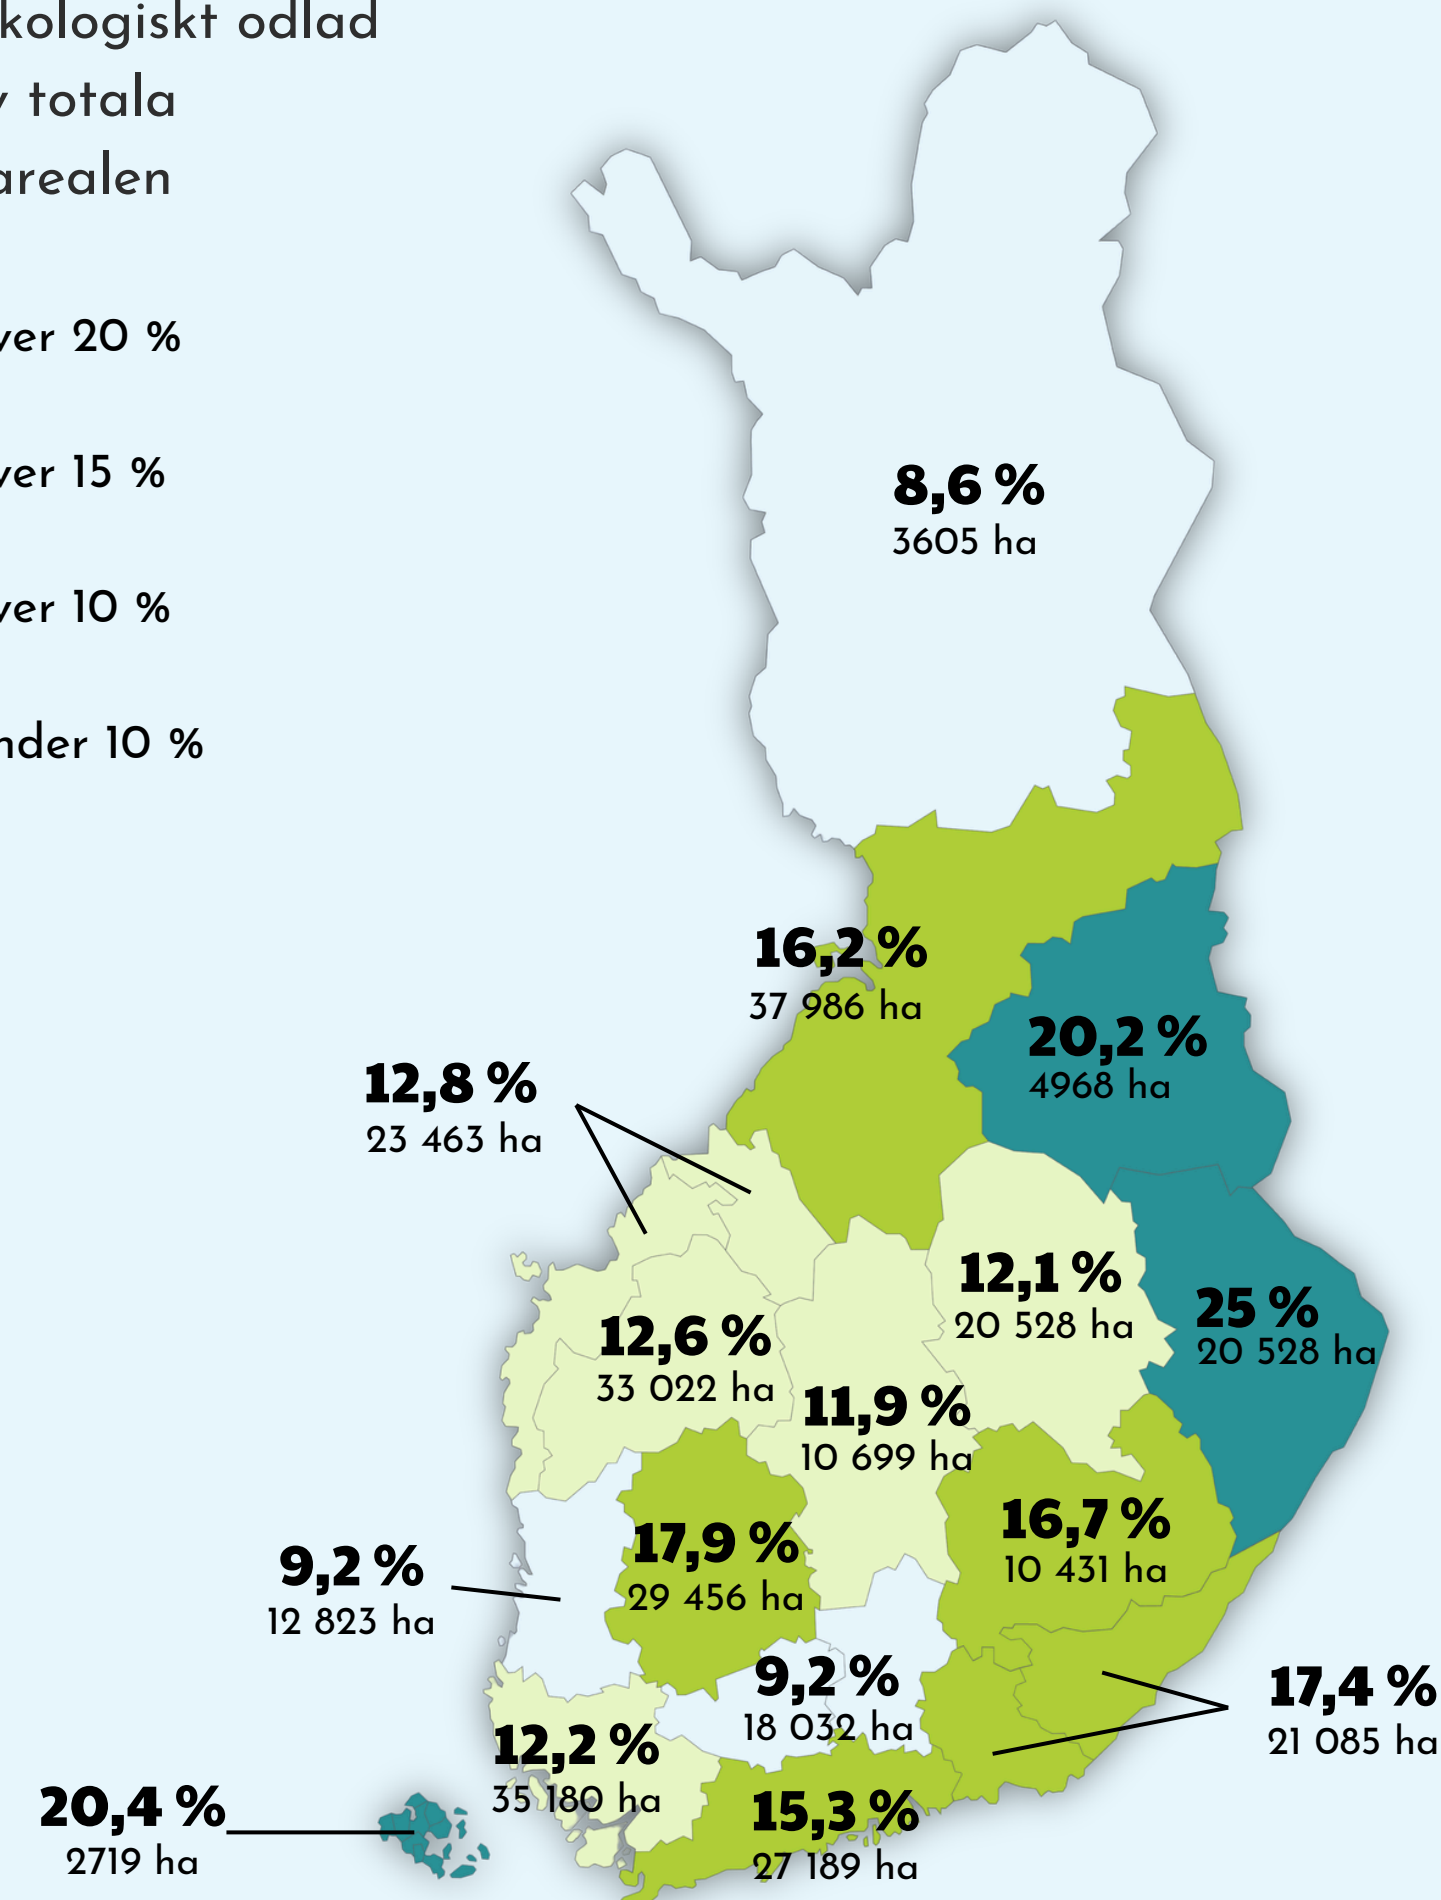 kologiskt odlad
totala
arealen
ver 20 %
ver 15 %
ver 10 %
nder 10 %
8,6 %
3605 ha
16,2 %
37 986 ha
20,2 %
4968 ha
12,8 %
23 463 ha
12,1 %
20 528 ha
25 %
20 528 ha
12,6 %
33 022 ha
11,9 %
10 699 ha
16,7 %
10 431 ha
17,9 %
29 456 ha
9,2 %
12 823 ha
9,2 %
18 032 ha
17,4 %
21 085 ha
12,2 %
35 180 ha
15,3 %
27 189 ha
20,4 %
2719 ha